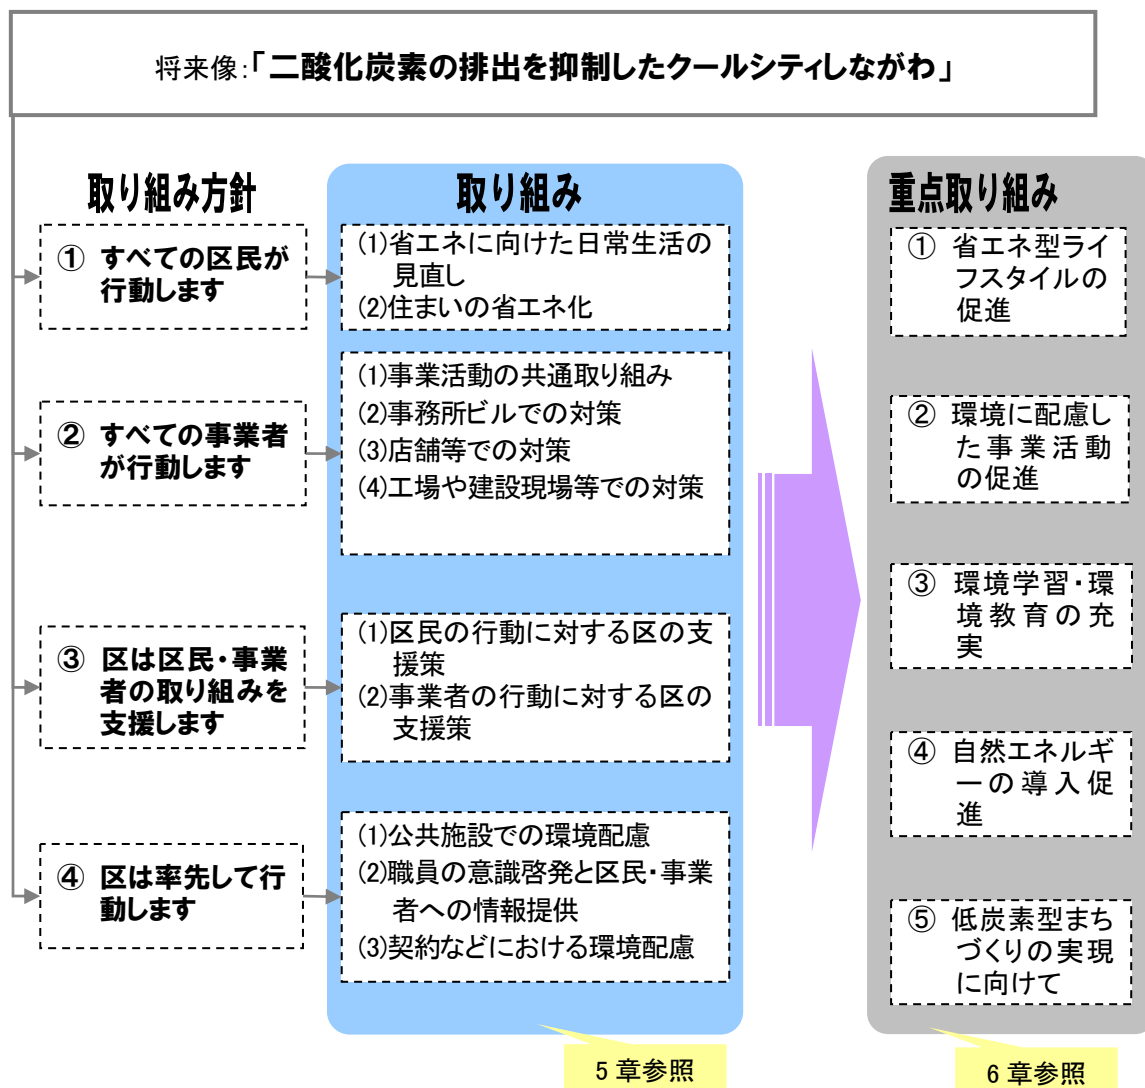 将来像:「二酸化炭素の排出を抑制したクールシティしながわ」
取り組み方針
① すべての区民が
行動します
② すべての事業者
が行動します
③ 区は区民・事業
者の取り組みを
支援します
④ 区は率先して行
動します
取り組み
(1)省エネに向けた日常生活の
見直し
(2)住まいの省エネ化
(1)事業活動の共通取り組み
(2)事務所ビルでの対策
(3)店舗等での対策
(4)工場や建設現場等での対策
(1)区民の行動に対する区の支
援策
(2)事業者の行動に対する区の
支援策
(1)公共施設での環境配慮
(2)職員の意識啓発と区民・事業
者への情報提供
(3)契約などにおける環境配慮
5 章参照
重点取り組み
① 省エネ型ライ
フスタイルの
促進
② 環境に配慮し
た事業活動
の促進
③ 環境学習・環
境教育の充
実
④ 自然エネルギ
ーの導入促
進
⑤ 低炭素型まち
づくりの実現
に向けて
6 章参照